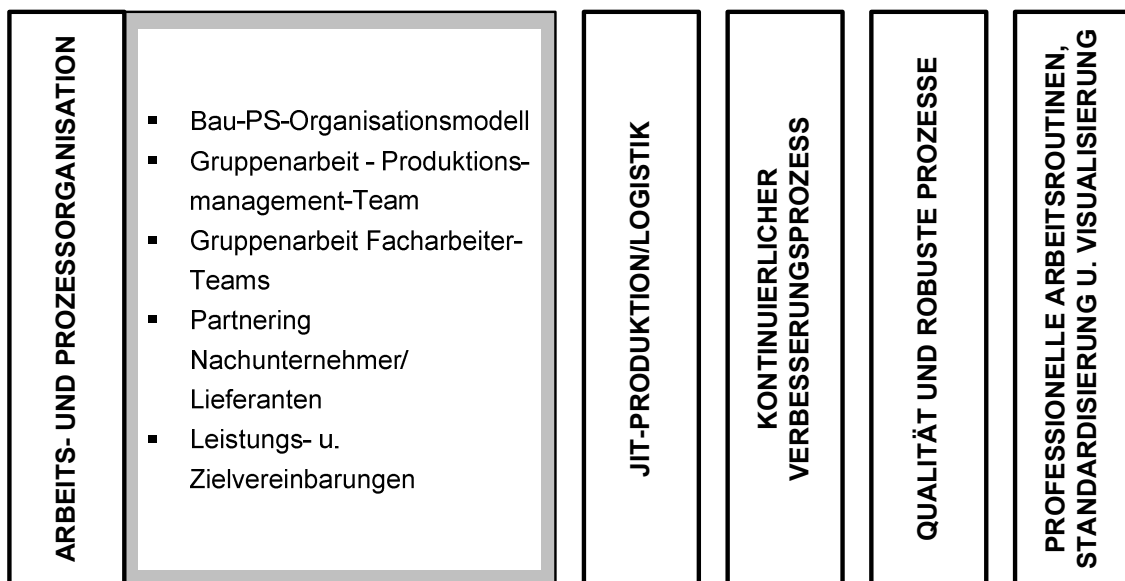 ARBEITS- UND PROZESSORGANISATION
▪ Bau-PS-Organisationsmodell
▪ Gruppenarbeit - Produktions-
management-Team
▪ Gruppenarbeit Facharbeiter-
Teams
▪ Partnering
Nachunternehmer/
Lieferanten
▪ Leistungs- u.
Zielvereinbarungen
JIT-PRODUKTION/LOGISTIK
KONTINUIERLICHER
VERBESSERUNGSPROZESS
QUALITÄT UND ROBUSTE PROZESSE
PROFESSIONELLE ARBEITSROUTINEN,
STANDARDISIERUNG U. VISUALISIERUNG